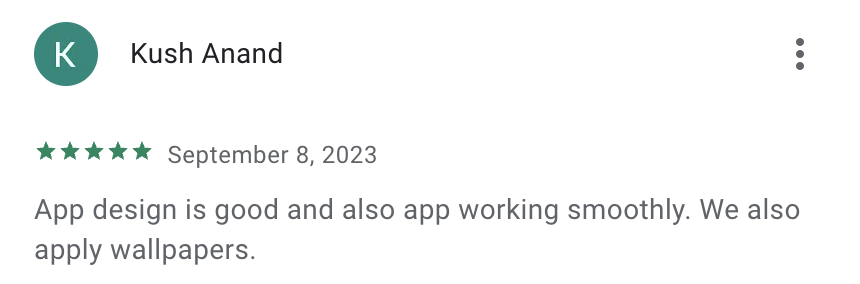 K
Kush Anand
September 8, 2023
App design is good and also app working smoothly. We also
apply wallpapers.